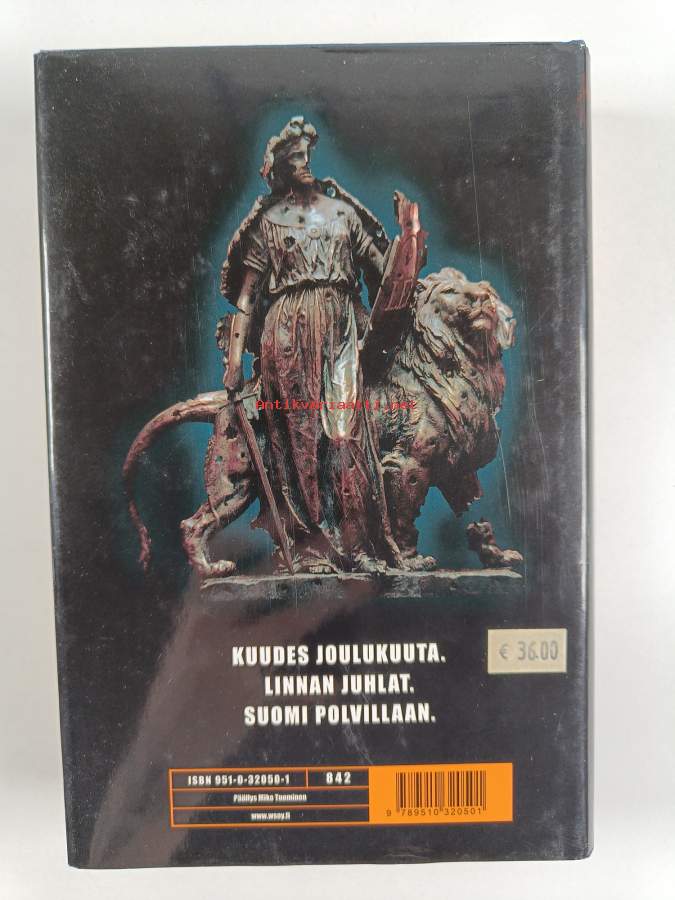 Antikvariaatti.net
KUUDES JOULUKUUTA.
€ 36.00
LINNAN JUHLAT.
SUOMI POLVILLAAN.
ISBN 951-0-32050-1 842
Päällys Mika Tuominen
www.wsoy.fi
9 789510 320501